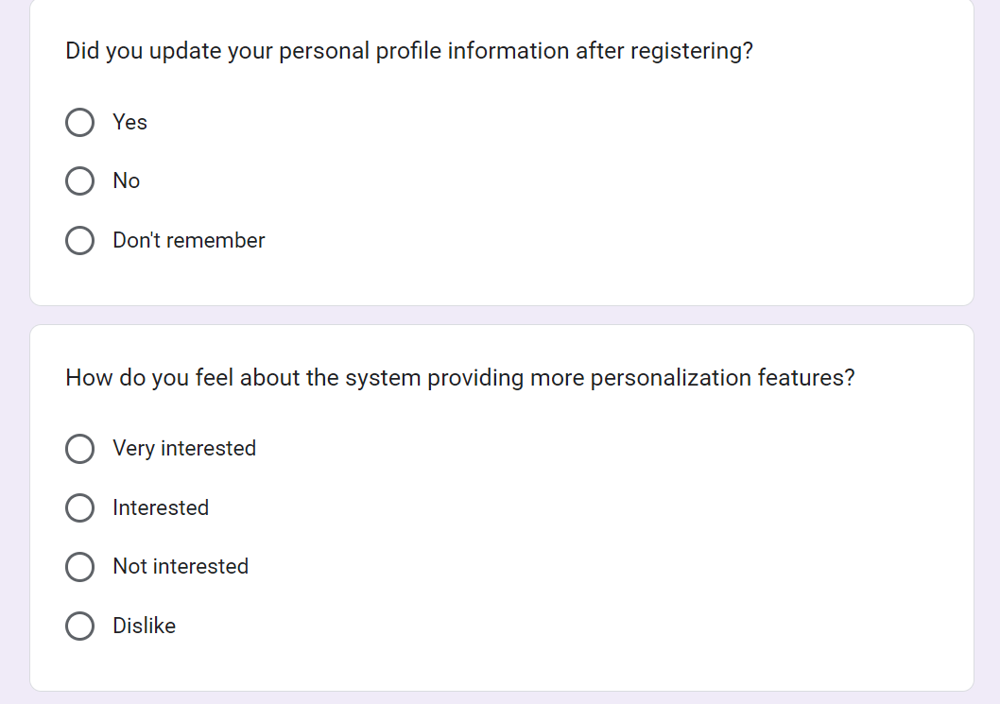 Did you update your personal profile information after registering?
Yes
No
Don't remember
How do you feel about the system providing more personalization features?
Very interested
Interested
Not interested
Dislike